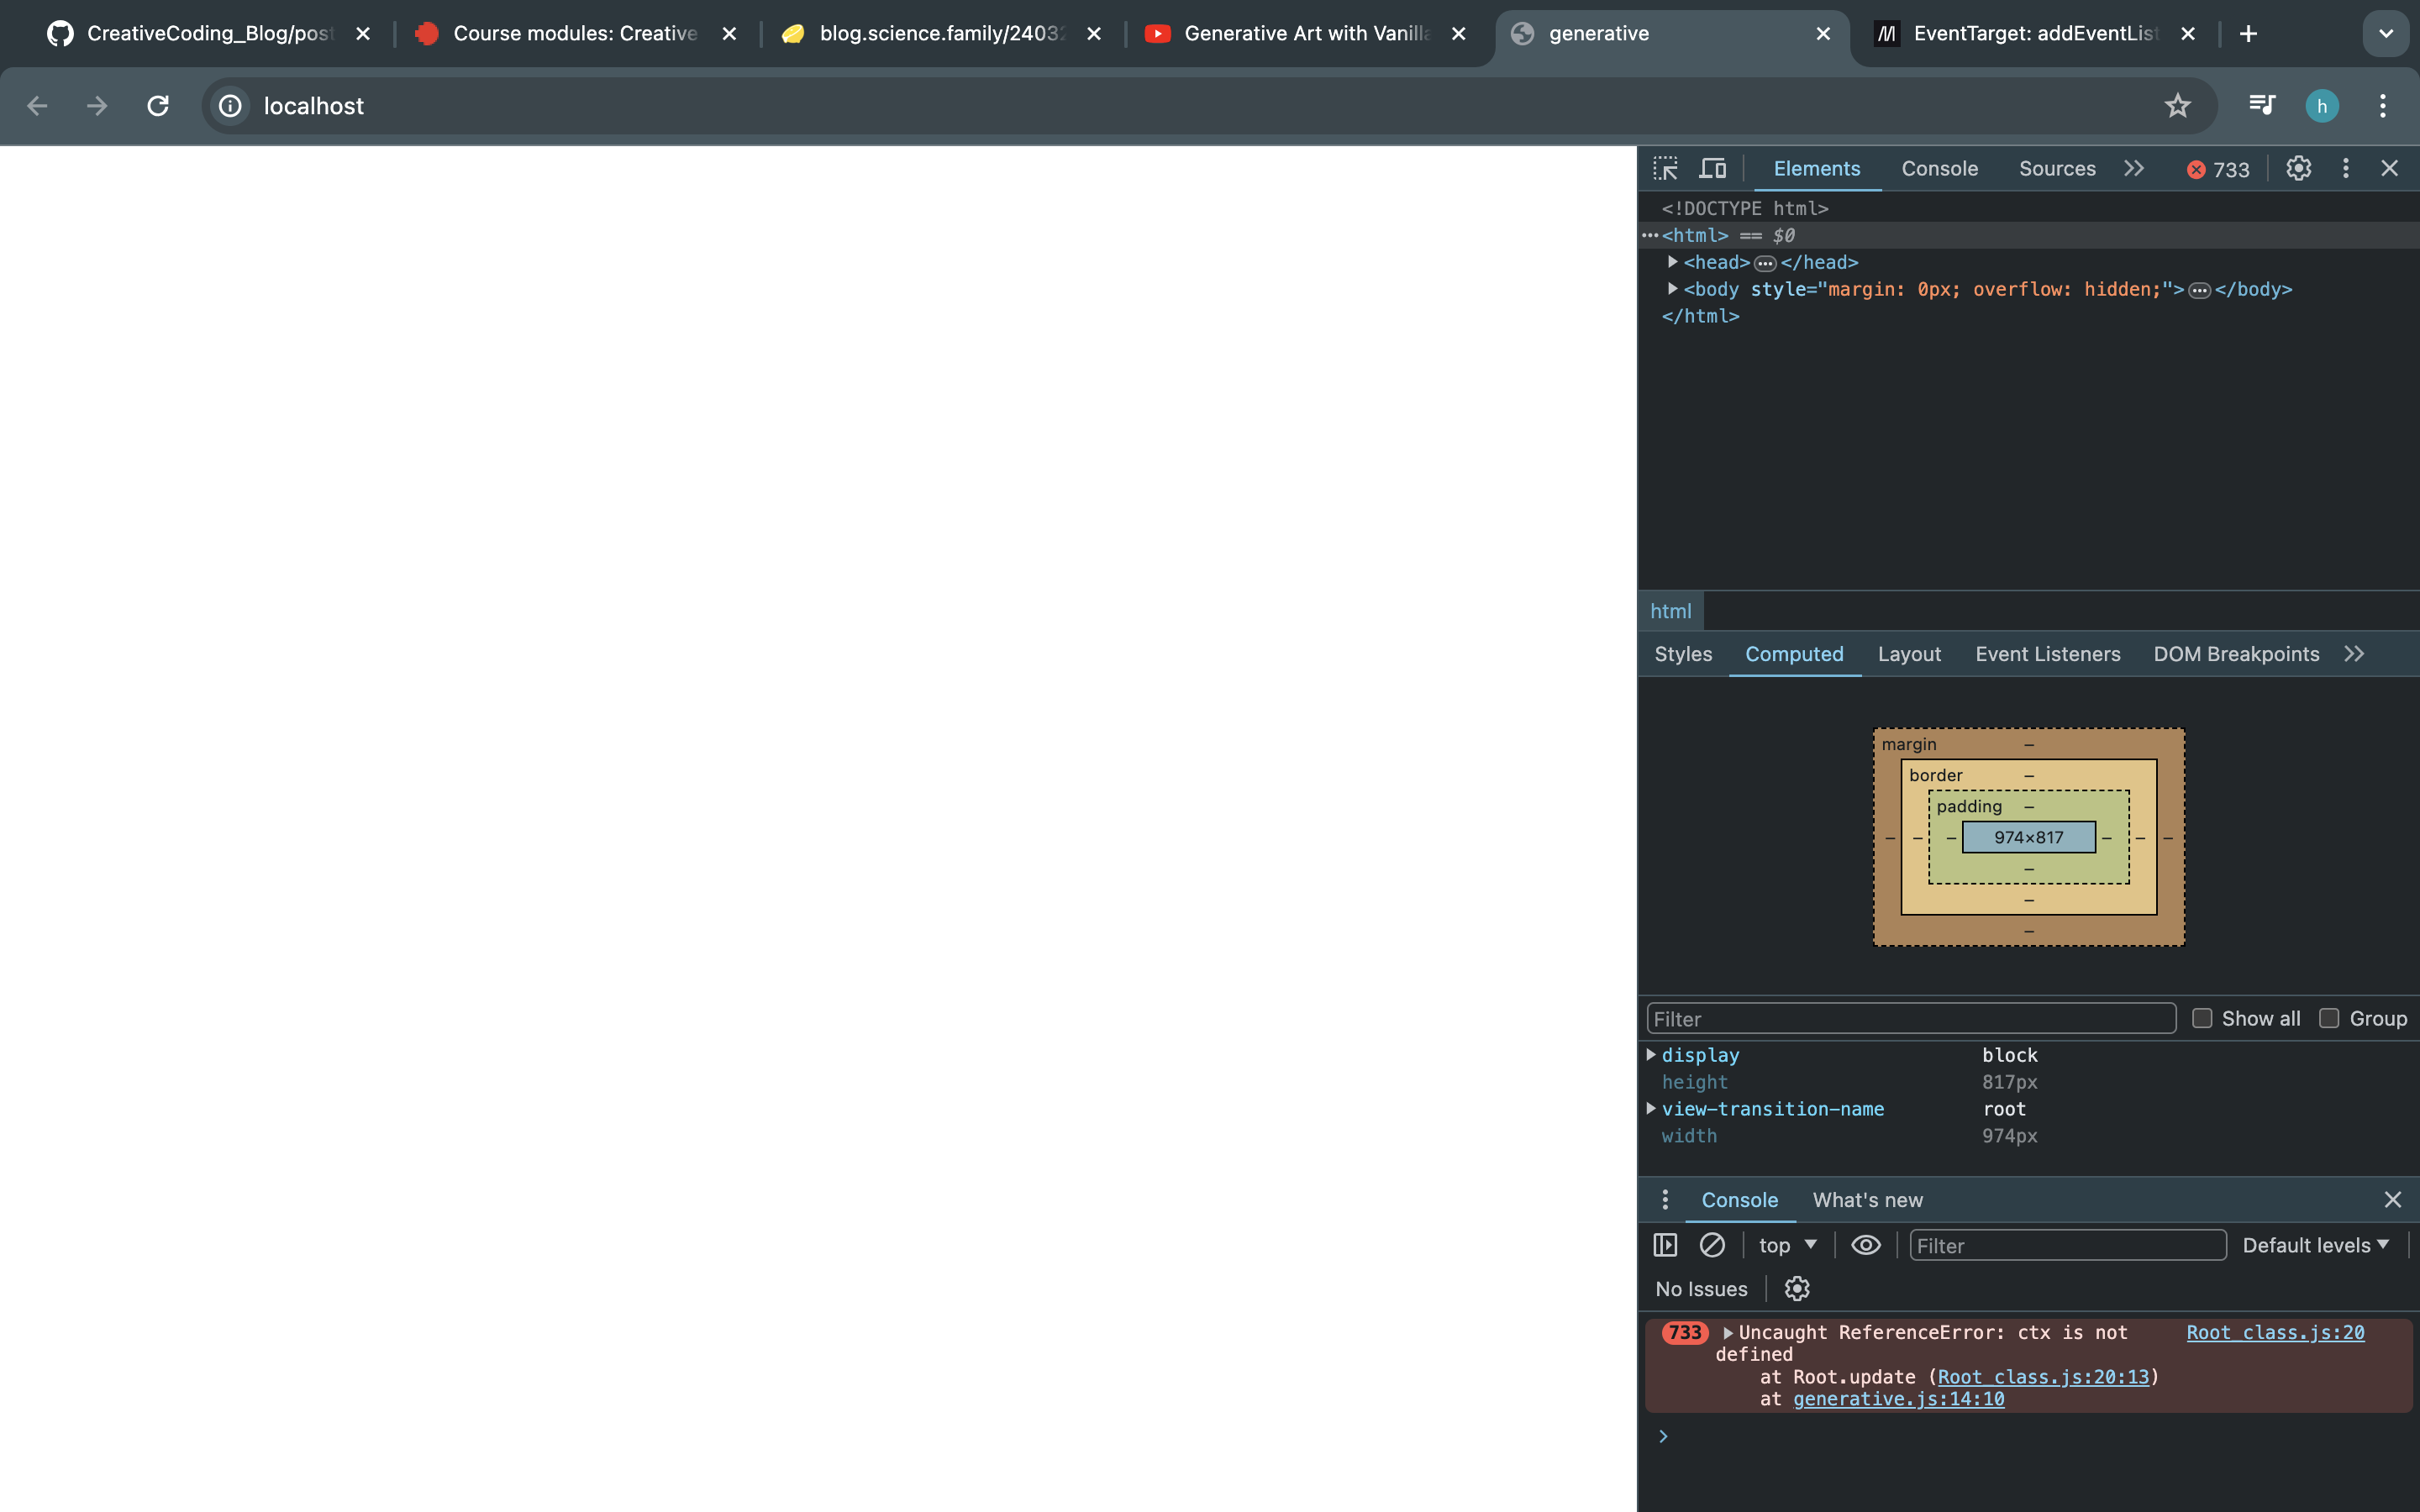 CreativeCoding_Blog/post
Course modules: Creative
blog.science.family/2403
Generative Art with Vanilla
generative
EventTarget: addEventList
localhost
h
Elements Console Sources 733
<!DOCTYPE html>
<html> == $0
<head> </head>
<body style="margin: 0px; overflow: hidden;"> </body>
</html>
html
Styles Computed Layout Event Listeners DOM Breakpoints
margin –
border –
padding –
– – – 974×817 – – –
–
–
–
Filter Show all Group
display block
height 817px
view-transition-name root
width 974px
Console What's new
top Filter Default levels
No Issues
733 Uncaught ReferenceError: ctx is not Root_class.js:20
defined
at Root.update (Root_class.js:20:13)
at generative.js:14:10